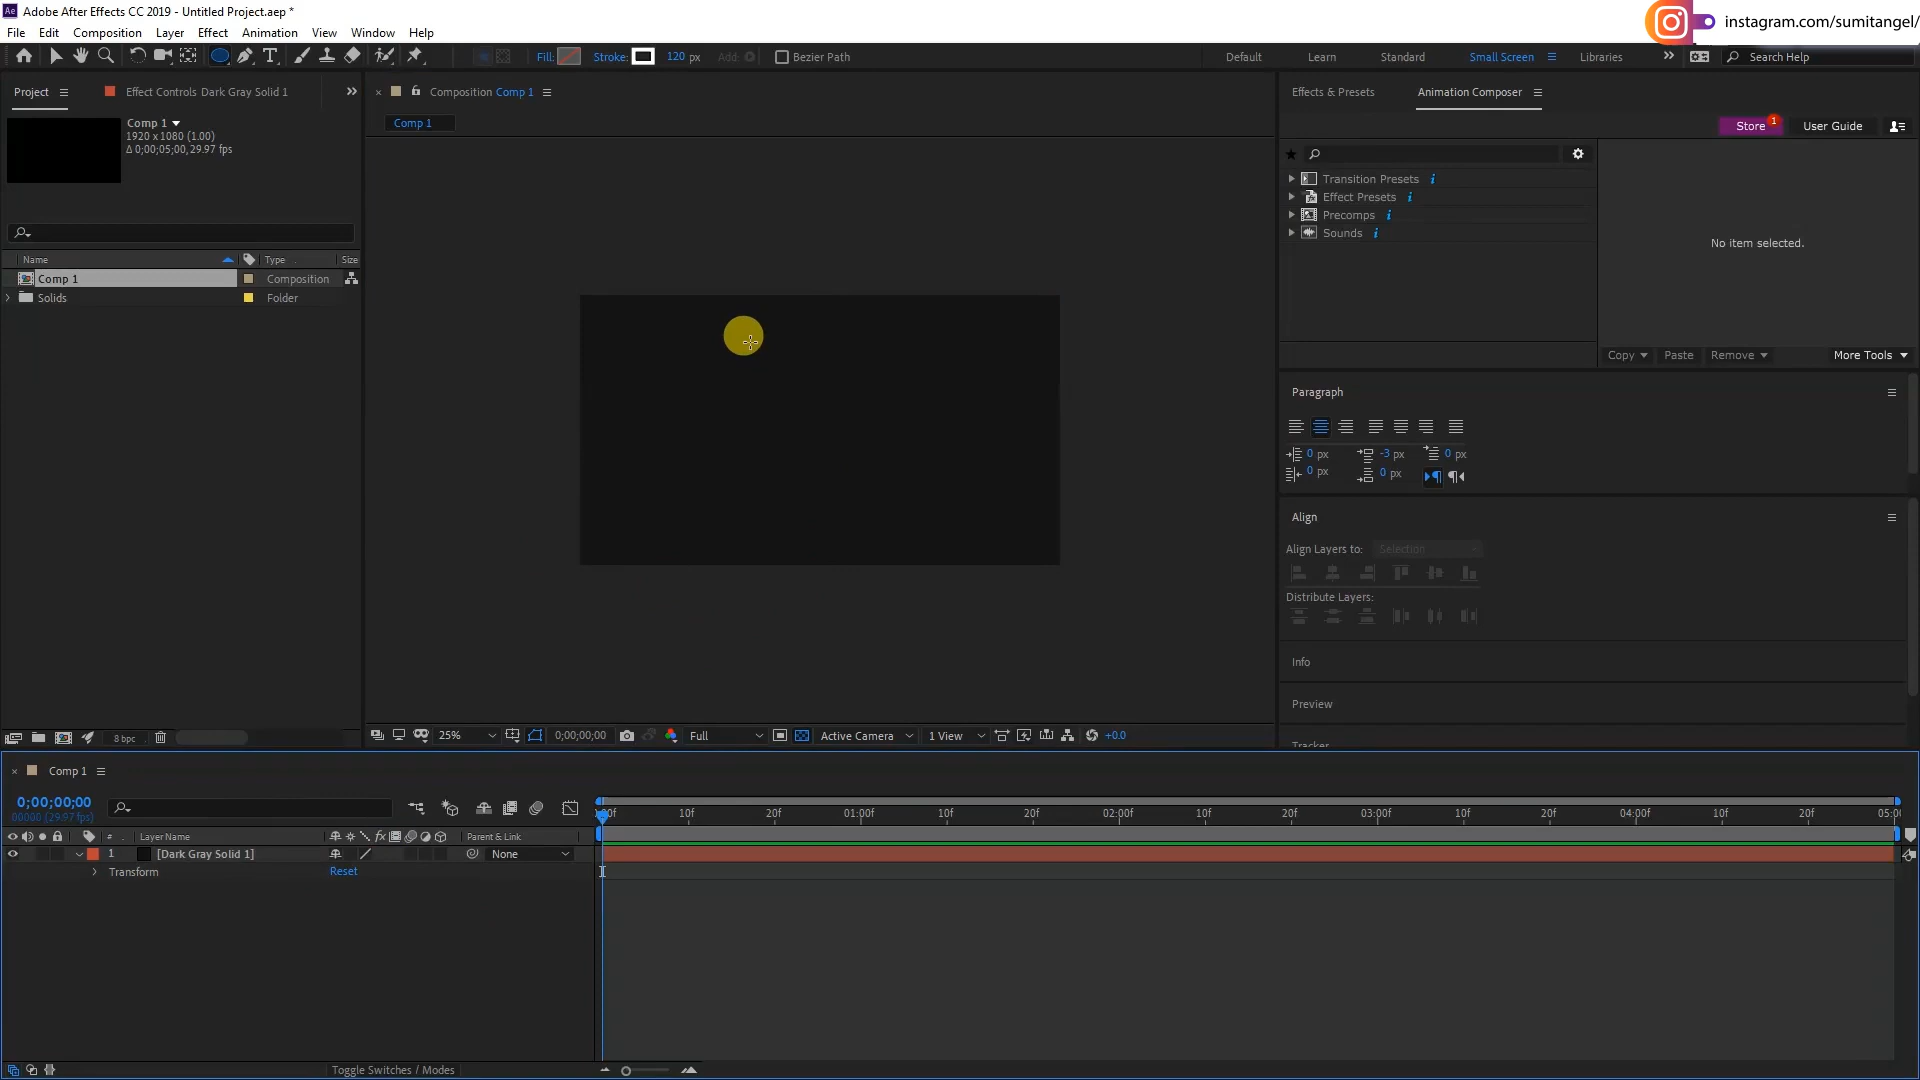 Adobe After Effects CC 2019 - Untitled Project.aep *
instagram.com/sumitangel/
File Edit Composition Layer Effect Animation View Window Help
Fill: Stroke: 120 px Add: Bezier Path
Default Learn Standard Small Screen Libraries Search Help
Project Effect Controls Dark Gray Solid 1
Composition Comp 1
Effects & Presets Animation Composer
Comp 1
1920 x 1080 (1.00)
Δ 0;00;05;00, 29.97 fps
Comp 1
Store 1 User Guide
Transition Presets
Effect Presets
Precomps
Sounds
No item selected.
Name Type Size
Comp 1 Composition
Solids Folder
Copy Paste Remove More Tools
Paragraph
0 px -3 px 0 px
0 px 0 px
Align
Align Layers to: Selection
Distribute Layers:
Info
Preview
Tracker
8 bpc
25% 0;00;00;00 Full Active Camera 1 View +0.0
Comp 1
0;00;00;00
00000 (29.97 fps)
10f 20f 01:00f 10f 20f 02:00f 10f 20f 03:00f 10f 20f 04:00f 10f 20f
# Layer Name Parent & Link
1 [Dark Gray Solid 1] None
Transform Reset
Toggle Switches / Modes